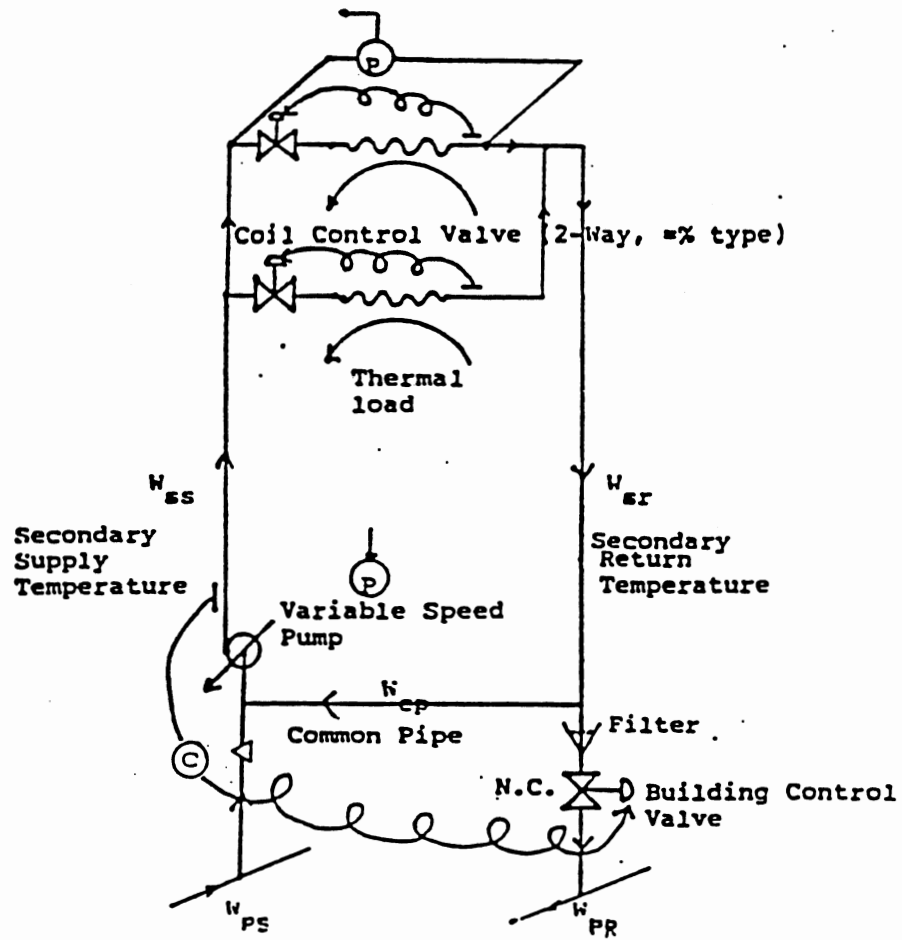 P
Coil Control Valve (2-Way, =% type)
Thermal
load
W ss
W sr
Secondary
Supply
Temperature
Secondary
Return
Temperature
P
Variable Speed
Pump
W cp
Common Pipe
Filter
C
N.C.
Building Control
Valve
W PS
W PR